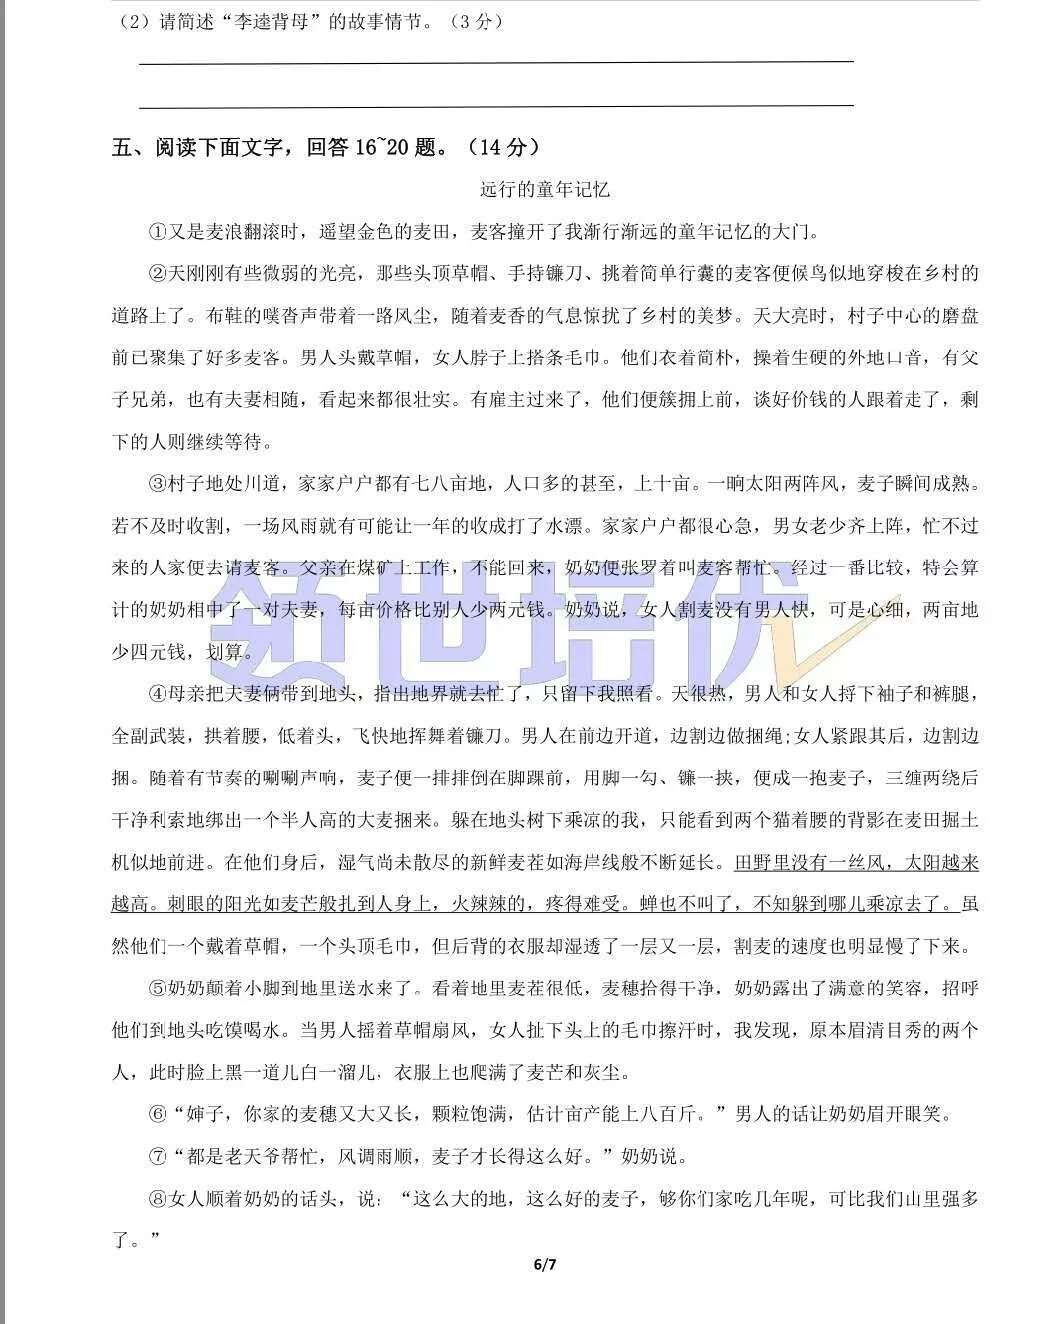 （2）请简述“李逵背母”的故事情节。（3 分）
五、阅读下面文字，回答 16~20 题。（14 分）
远行的童年记忆
①又是麦浪翻滚时，遥望金色的麦田，麦客撞开了我渐行渐远的童年记忆的大门。
②天刚刚有些微弱的光亮，那些头顶草帽、手持镰刀、挑着简单行囊的麦客便候鸟似地穿梭在乡村的
道路上了。布鞋的噗沓声带着一路风尘，随着麦香的气息惊扰了乡村的美梦。天大亮时，村子中心的磨盘
前已聚集了好多麦客。男人头戴草帽，女人脖子上搭条毛巾。他们衣着简朴，操着生硬的外地口音，有父
子兄弟，也有夫妻相随，看起来都很壮实。有雇主过来了，他们便簇拥上前，谈好价钱的人跟着走了，剩
下的人则继续等待。
③村子地处川道，家家户户都有七八亩地，人口多的甚至，上十亩。一晌太阳两阵风，麦子瞬间成熟。
若不及时收割，一场风雨就有可能让一年的收成打了水漂。家家户户都很心急，男女老少齐上阵，忙不过
来的人家便去请麦客。父亲在煤矿上工作，不能回来，奶奶便张罗着叫麦客帮忙。经过一番比较，特会算
计的奶奶相中了一对夫妻，每亩价格比别人少两元钱。奶奶说，女人割麦没有男人快，可是心细，两亩地
少四元钱，划算。
④母亲把夫妻俩带到地头，指出地界就去忙了，只留下我照看。天很热，男人和女人捋下袖子和裤腿，
全副武装，拱着腰，低着头，飞快地挥舞着镰刀。男人在前边开道，边割边做捆绳;女人紧跟其后，边割边
捆。随着有节奏的唰唰声响，麦子便一排排倒在脚踝前，用脚一勾、镰一挟，便成一抱麦子，三缠两绕后
干净利索地绑出一个半人高的大麦捆来。躲在地头树下乘凉的我，只能看到两个猫着腰的背影在麦田掘土
机似地前进。在他们身后，湿气尚未散尽的新鲜麦茬如海岸线般不断延长。田野里没有一丝风，太阳越来
越高。刺眼的阳光如麦芒般扎到人身上，火辣辣的，疼得难受。蝉也不叫了，不知躲到哪儿乘凉去了。虽
然他们一个戴着草帽，一个头顶毛巾，但后背的衣服却湿透了一层又一层，割麦的速度也明显慢了下来。
⑤奶奶颠着小脚到地里送水来了。看着地里麦茬很低，麦穗拾得干净，奶奶露出了满意的笑容，招呼
他们到地头吃馍喝水。当男人摇着草帽扇风，女人扯下头上的毛巾擦汗时，我发现，原本眉清目秀的两个
人，此时脸上黑一道儿白一溜儿，衣服上也爬满了麦芒和灰尘。
⑥“婶子，你家的麦穗又大又长，颗粒饱满，估计亩产能上八百斤。”男人的话让奶奶眉开眼笑。
⑦“都是老天爷帮忙，风调雨顺，麦子才长得这么好。”奶奶说。
⑧女人顺着奶奶的话头，说：“这么大的地，这么好的麦子，够你们家吃几年呢，可比我们山里强多
了。”
6/7
领世培优